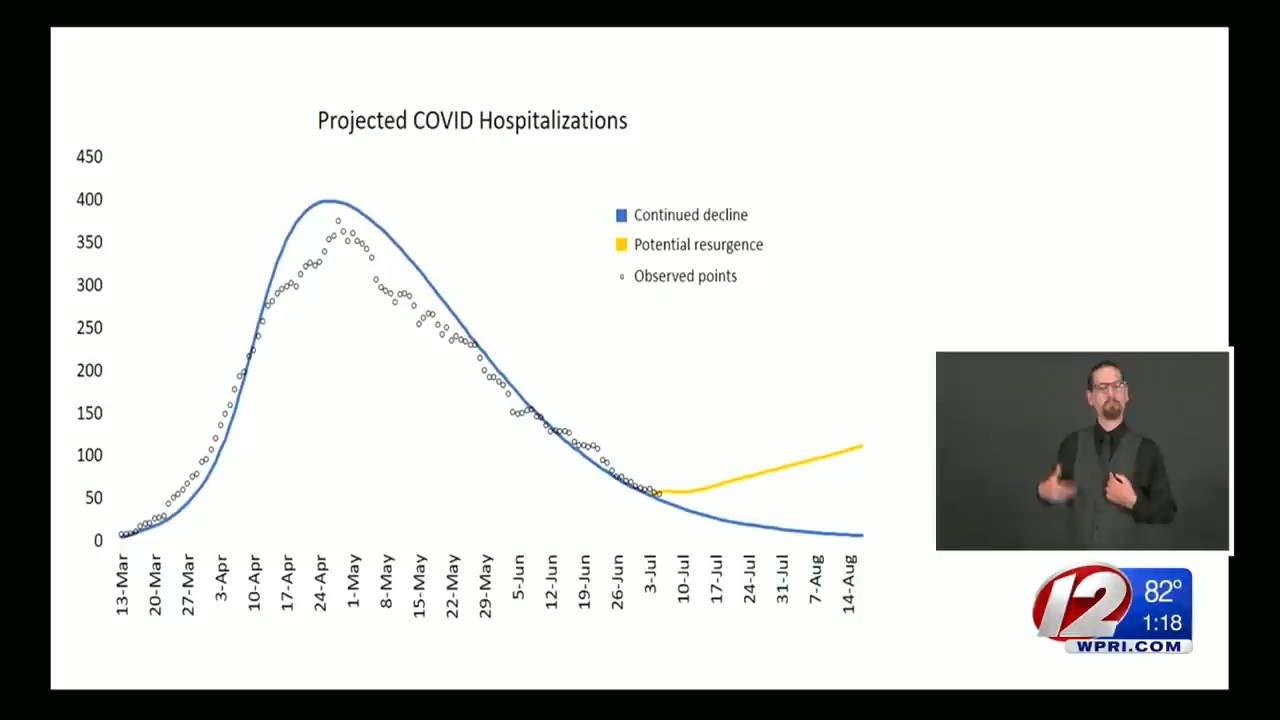 Projected COVID Hospitalizations
450
400
350
300
250
200
150
100
50
0
Continued decline
Potential resurgence
Observed points
13-Mar
20-Mar
27-Mar
3-Apr
10-Apr
17-Apr
24-Apr
1-May
8-May
15-May
22-May
29-May
5-Jun
12-Jun
19-Jun
26-Jun
3-Jul
10-Jul
17-Jul
24-Jul
31-Jul
7-Aug
14-Aug
12
82°
1:18
WPRI.COM